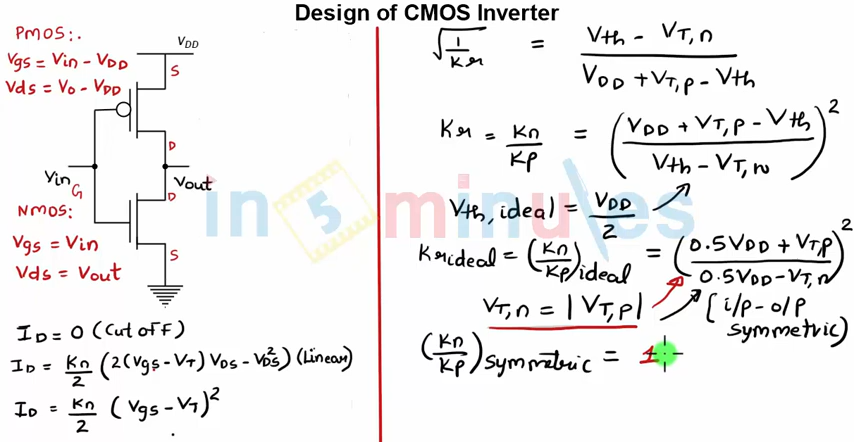 Design of CMOS Inverter
PMOS:.
Vgs = Vin - VDD
Vds = Vo - VDD
VDD
S
D
Vin
G
Vout
D
S
NMOS:
Vgs = Vin
Vds = Vout
ID = 0 (Cut off)
ID = Kn/2 (2(Vgs - VT) VDS - VDS²) (Linear)
ID = Kn/2 (Vgs - VT)²
√(1/Kr) = (Vth - VT,n)/(VDD + VT,p - Vth)
Kr = Kn/Kp = ((VDD + VT,p - Vth)/(Vth - VT,n))²
Vth, ideal = VDD/2
Kr ideal = (Kn/Kp) ideal = ((0.5VDD + VT,p)/(0.5VDD - VT,n))²
VT,n = |VT,p|
[i/p - o/p
symmetric)
(Kn/Kp) symmetric = 1
in 5 minutes